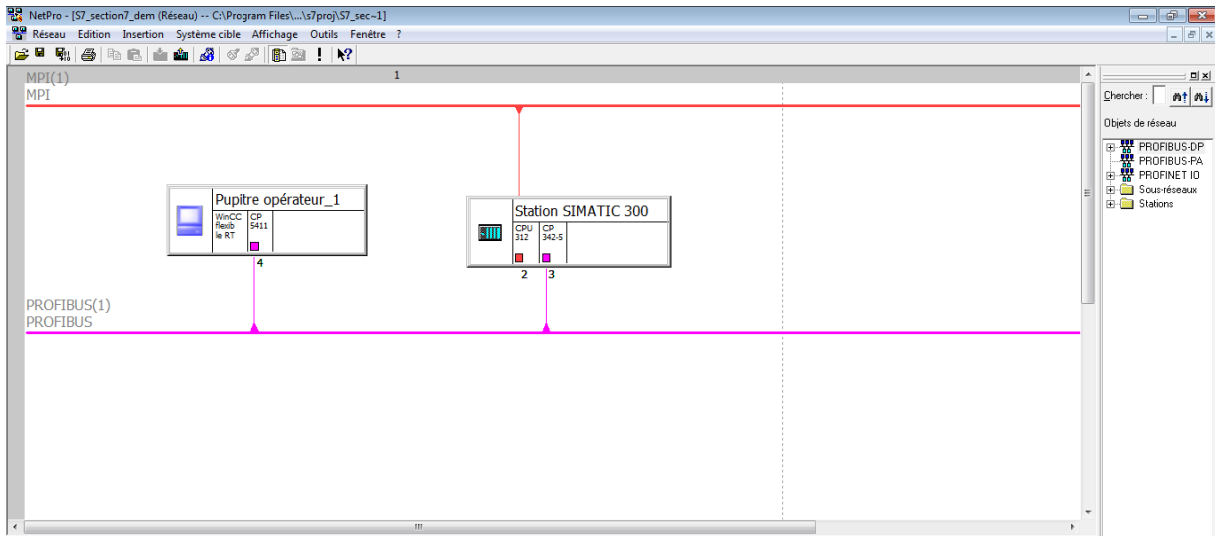 NetPro - [S7_section7_dem (Réseau) -- C:\Program Files\...\s7proj\S7_sec~1]
Réseau Edition Insertion Système cible Affichage Outils Fenêtre ?
MPI(1)
1
MPI
Chercher :
Objets de réseau
PROFIBUS-DP
PROFIBUS-PA
PROFINET IO
Sous-réseaux
Stations
Pupitre opérateur_1
WinCC
flexib
le RT
CP
5411
4
Station SIMATIC 300
CPU
312
CP
342-5
2 3
PROFIBUS(1)
PROFIBUS